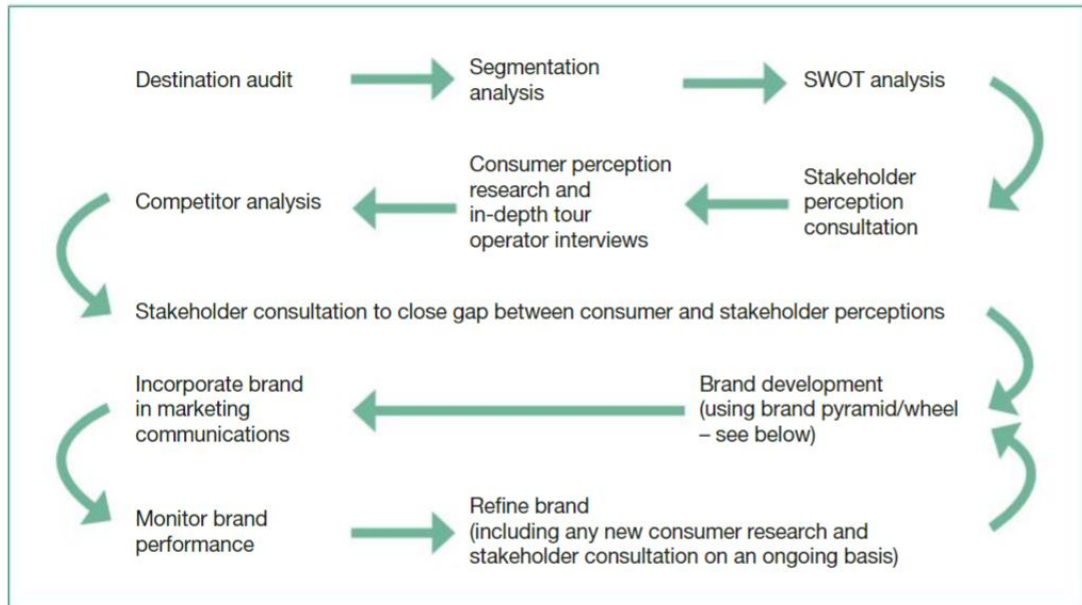 Destination audit
Segmentation
analysis
SWOT analysis
Stakeholder
perception
consultation
Consumer perception
research and
in-depth tour
operator interviews
Competitor analysis
Stakeholder consultation to close gap between consumer and stakeholder perceptions
Brand development
(using brand pyramid/wheel
– see below)
Incorporate brand
in marketing
communications
Monitor brand
performance
Refine brand
(including any new consumer research and
stakeholder consultation on an ongoing basis)